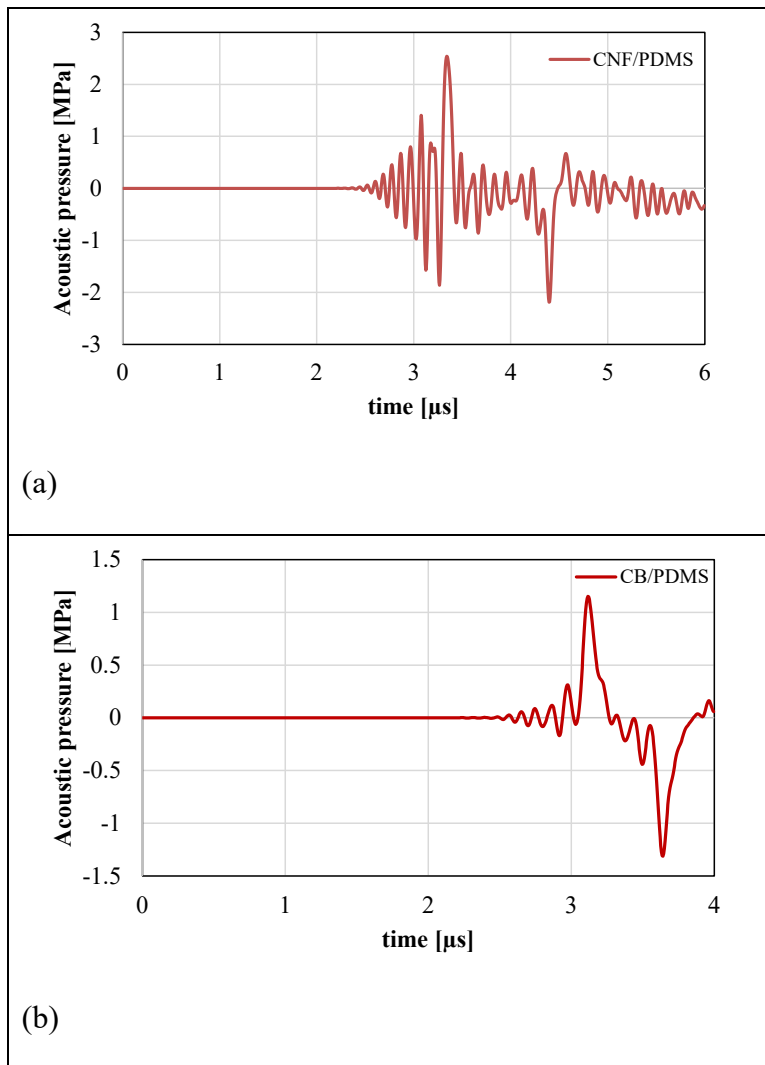 3
CNF/PDMS
2
1
0
-1
-2
-3
Acoustic pressure [MPa]
0 1 2 3 4 5 6
time [µs]
(a)
1.5
CB/PDMS
1
0.5
0
-0.5
-1
-1.5
Acoustic pressure [MPa]
0 1 2 3 4
time [µs]
(b)